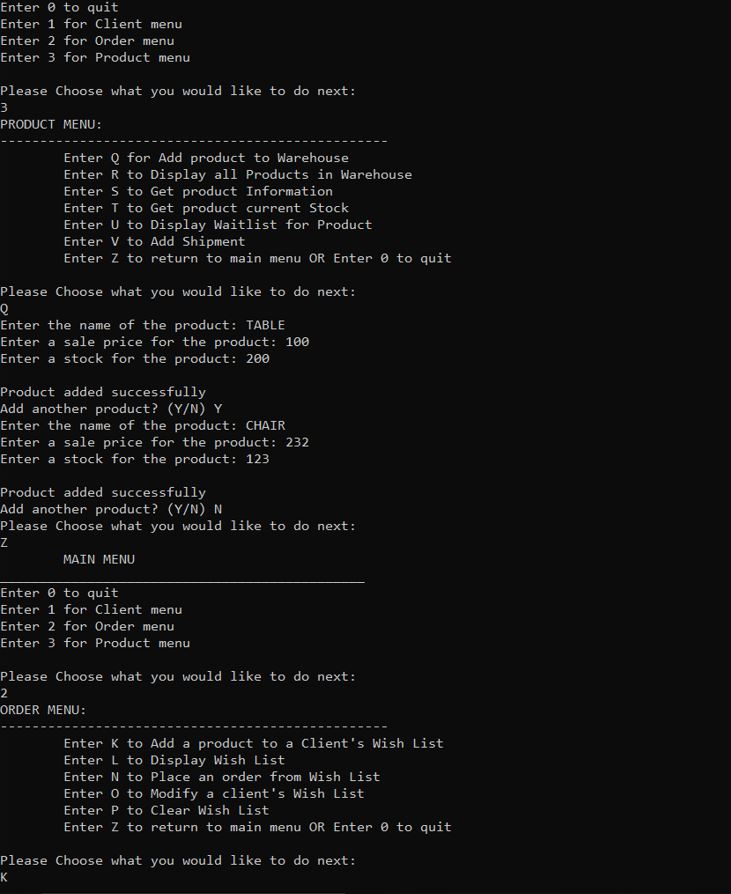 Enter 0 to quit
Enter 1 for Client menu
Enter 2 for Order menu
Enter 3 for Product menu
Please Choose what you would like to do next:
3
PRODUCT MENU:
-------------------------------------------------
Enter Q for Add product to Warehouse
Enter R to Display all Products in Warehouse
Enter S to Get product Information
Enter T to Get product current Stock
Enter U to Display Waitlist for Product
Enter V to Add Shipment
Enter Z to return to main menu OR Enter 0 to quit
Please Choose what you would like to do next:
Q
Enter the name of the product: TABLE
Enter a sale price for the product: 100
Enter a stock for the product: 200
Product added successfully
Add another product? (Y/N) Y
Enter the name of the product: CHAIR
Enter a sale price for the product: 232
Enter a stock for the product: 123
Product added successfully
Add another product? (Y/N) N
Please Choose what you would like to do next:
Z
MAIN MENU
______________________________________________
Enter 0 to quit
Enter 1 for Client menu
Enter 2 for Order menu
Enter 3 for Product menu
Please Choose what you would like to do next:
2
ORDER MENU:
-------------------------------------------------
Enter K to Add a product to a Client's Wish List
Enter L to Display Wish List
Enter N to Place an order from Wish List
Enter O to Modify a client's Wish List
Enter P to Clear Wish List
Enter Z to return to main menu OR Enter 0 to quit
Please Choose what you would like to do next:
K